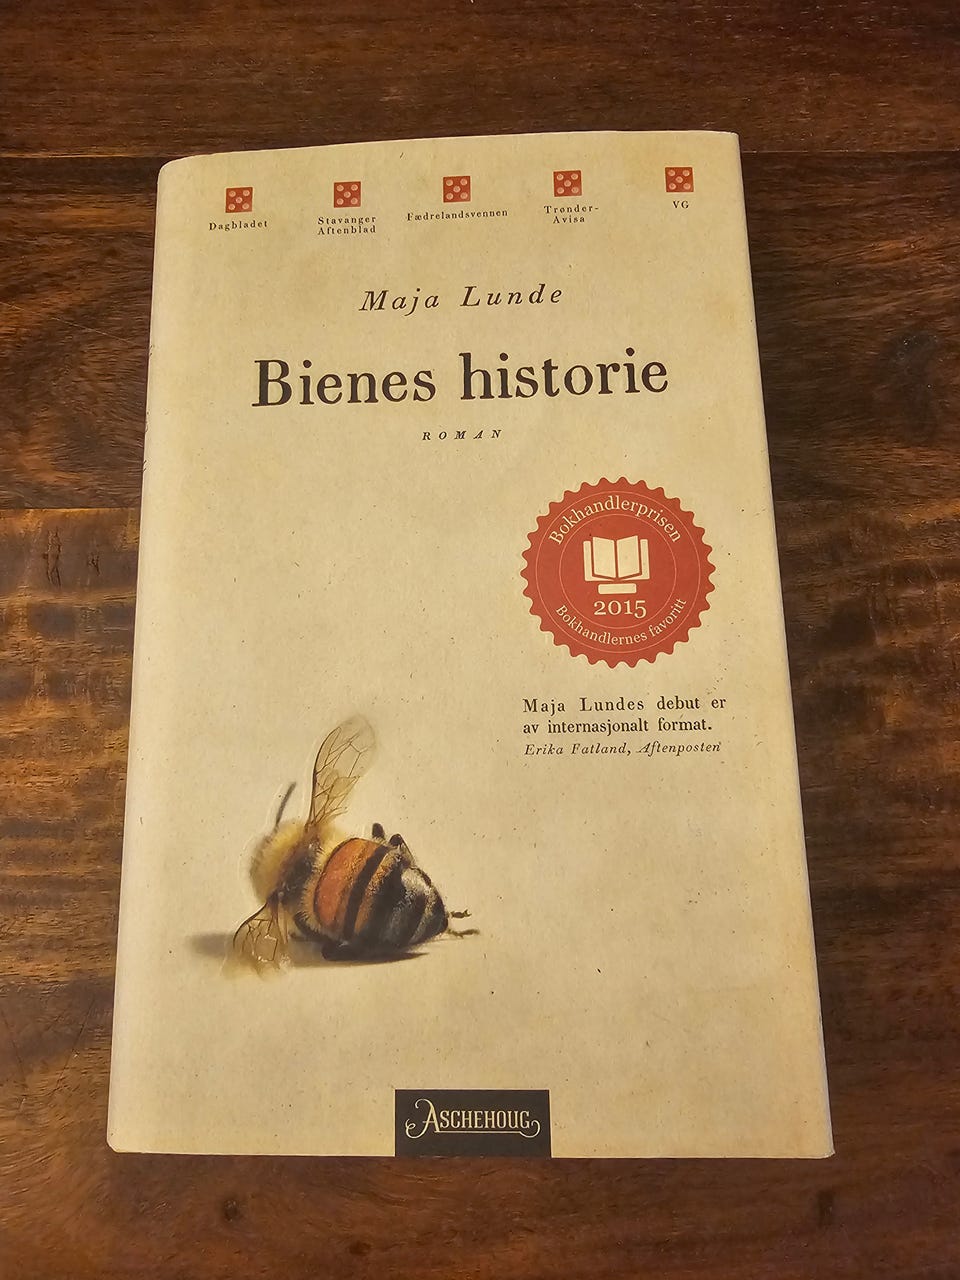 Dagbladet
Stavanger
Aftenblad
Fædrelandsvennen
Trønder-
Avisa
VG
Maja Lunde
Bienes historie
ROMAN
Bokhandlerprisen
2015
Bokhandlernes favoritt
Maja Lundes debut er
av internasjonalt format.
Erika Fatland, Aftenposten
ASCHEHOUG